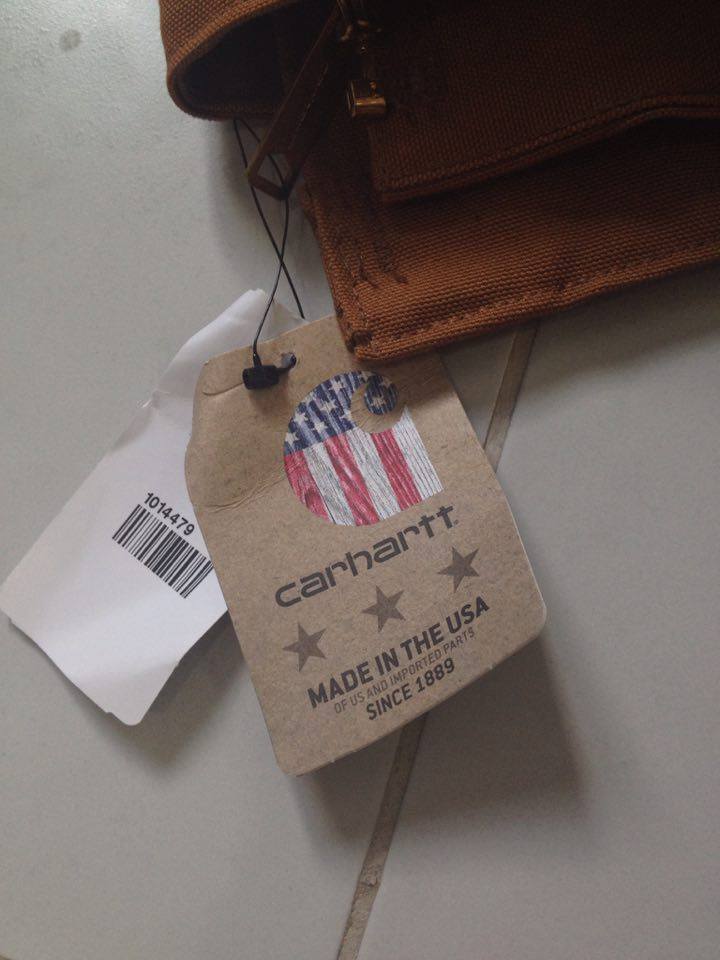 1014479
carhartt.
MADE IN THE USA
OF US AND IMPORTED PARTS
SINCE 1889